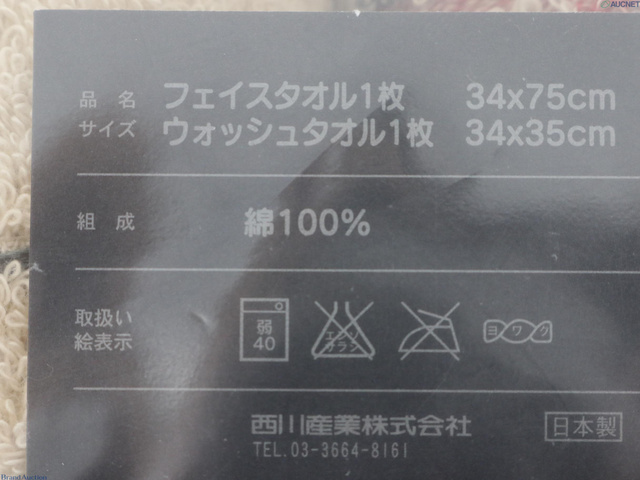 AUCNET
品名 フェイスタオル1枚 34x75cm
サイズ ウォッシュタオル1枚 34x35cm
組成 綿100%
取扱い
絵表示
弱
40
エンソ
サラシ
ヨワク
西川産業株式会社
日本製
TEL.03-3664-8161
Brand Auction